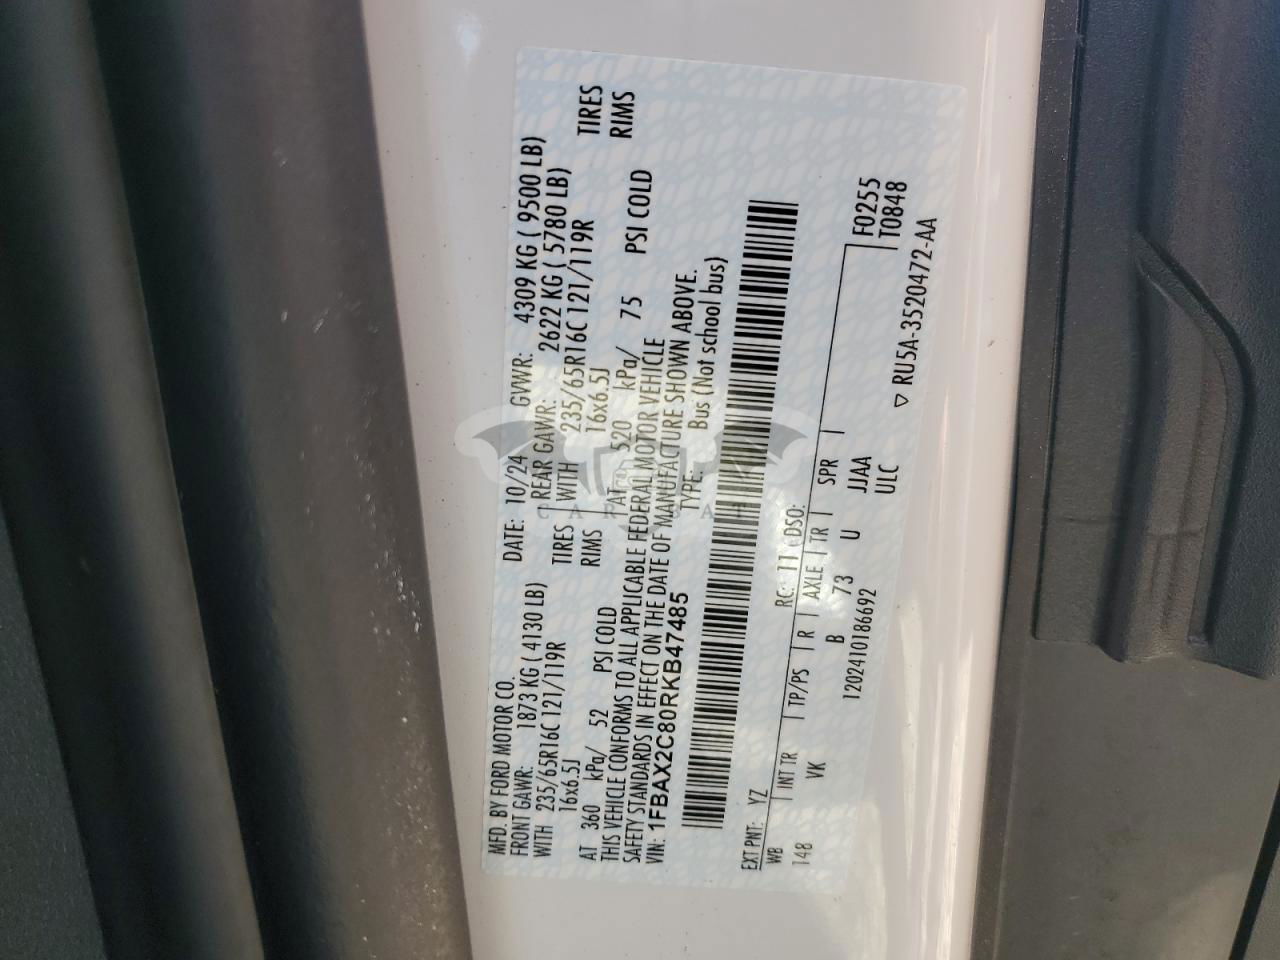 MFD. BY FORD MOTOR CO.
DATE: 10/24 GVWR: 4309 KG ( 9500 LB)
FRONT GAWR: 1873 KG ( 4130 LB) REAR GAWR: 2622 KG ( 5780 LB)
WITH 235/65R16C 121/119R TIRES WITH 235/65R16C 121/119R TIRES
16x6.5J RIMS 16x6.5J RIMS
AT 360 kPa/ 52 PSI COLD AT 520 kPa/ 75 PSI COLD
THIS VEHICLE CONFORMS TO ALL APPLICABLE FEDERAL MOTOR VEHICLE
SAFETY STANDARDS IN EFFECT ON THE DATE OF MANUFACTURE SHOWN ABOVE.
VIN: 1FBAX2C80RKB47485 TYPE: Bus (Not school bus)
EXT PNT: YZ RC: 11 DSO: F0255
WB INT TR TP/PS R AXLE TR SPR T0848
148 VK B 73 U JJAA
1202410186692 ULC
▽ RU5A-3520472-AA